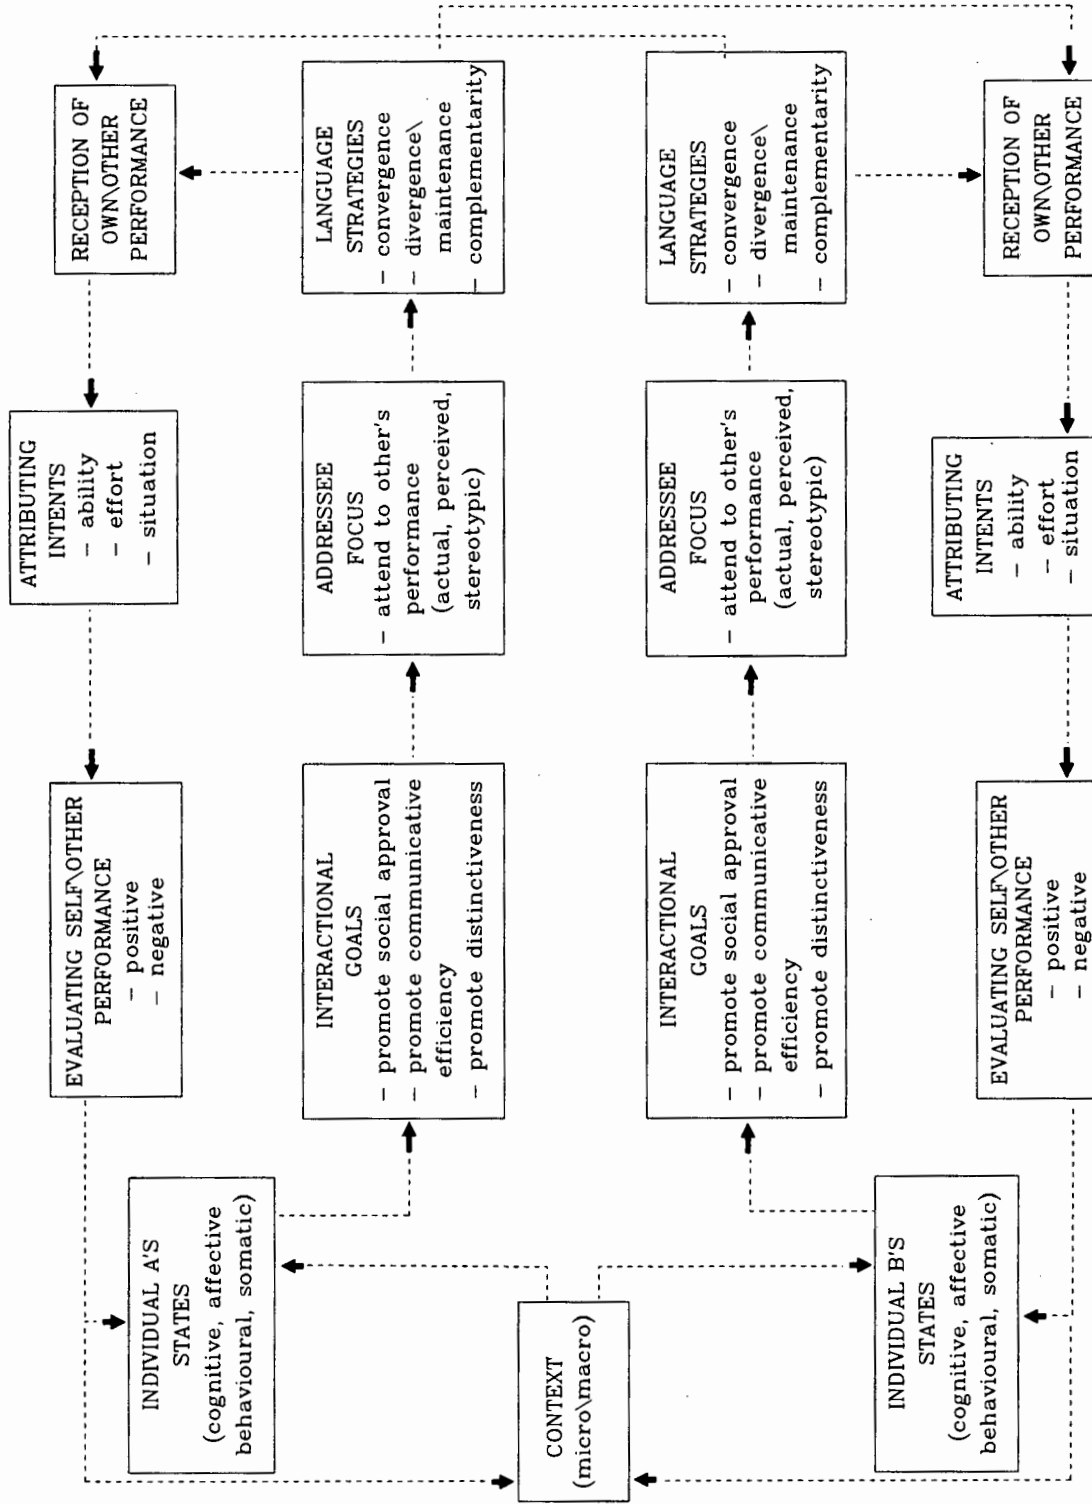 EVALUATING SELF\OTHER
PERFORMANCE
– positive
– negative
ATTRIBUTING
INTENTS
– ability
– effort
– situation
RECEPTION OF
OWN\OTHER
PERFORMANCE
INDIVIDUAL A'S
STATES
(cognitive, affective
behavioural, somatic)
INTERACTIONAL
GOALS
– promote social approval
– promote communicative
efficiency
– promote distinctiveness
ADDRESSEE
FOCUS
– attend to other's
performance
(actual, perceived,
stereotypic)
LANGUAGE
STRATEGIES
– convergence
– divergence\
maintenance
– complementarity
CONTEXT
(micro\macro)
INTERACTIONAL
GOALS
– promote social approval
– promote communicative
efficiency
– promote distinctiveness
ADDRESSEE
FOCUS
– attend to other's
performance
(actual, perceived,
stereotypic)
LANGUAGE
STRATEGIES
– convergence
– divergence\
maintenance
– complementarity
INDIVIDUAL B'S
STATES
(cognitive, affective
behavioural, somatic)
EVALUATING SELF\OTHER
PERFORMANCE
– positive
– negative
ATTRIBUTING
INTENTS
– ability
– effort
– situation
RECEPTION OF
OWN\OTHER
PERFORMANCE